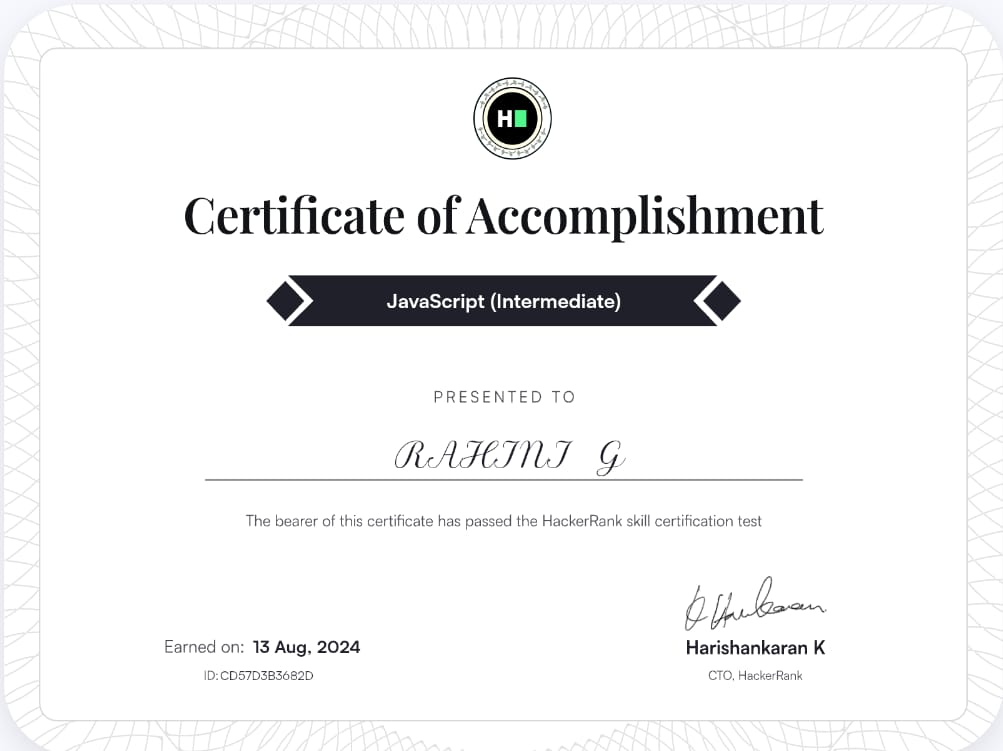 H
Certificate of Accomplishment
JavaScript (Intermediate)
PRESENTED TO
RAHINI G
The bearer of this certificate has passed the HackerRank skill certification test
Earned on: 13 Aug, 2024
ID: CD57D3B3682D
Harishankaran K
CTO, HackerRank